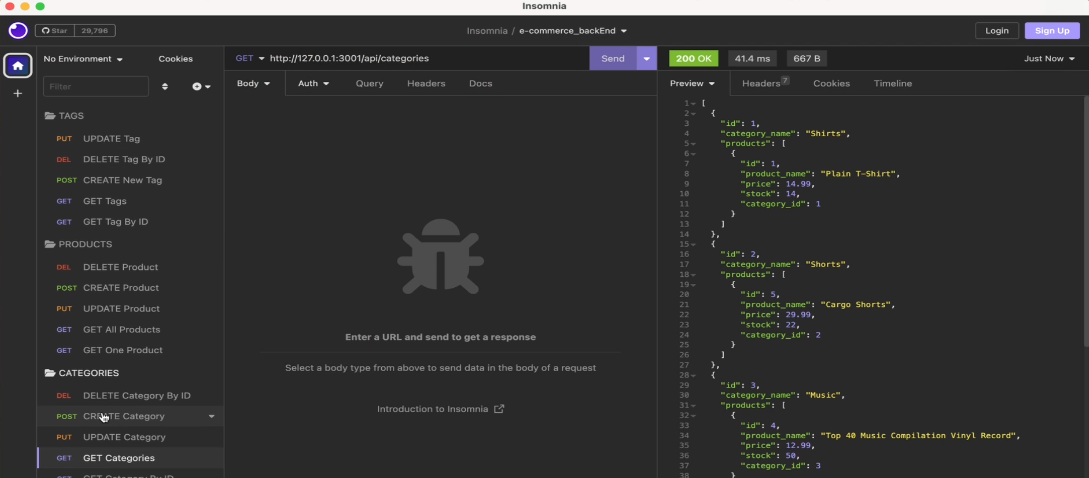 Insomnia
Star 29,796
Insomnia / e-commerce_backEnd
Login
Sign Up
No Environment
Cookies
Filter
TAGS
PUT UPDATE Tag
DEL DELETE Tag By ID
POST CREATE New Tag
GET GET Tags
GET GET Tag By ID
PRODUCTS
DEL DELETE Product
POST CREATE Product
PUT UPDATE Product
GET GET All Products
GET GET One Product
CATEGORIES
DEL DELETE Category By ID
POST CREATE Category
PUT UPDATE Category
GET GET Categories
GET GET Category By ID
GET http://127.0.0.1:3001/api/categories
Send
Body Auth Query Headers Docs
Enter a URL and send to get a response
Select a body type from above to send data in the body of a request
Introduction to Insomnia
200 OK 41.4 ms 667 B
Just Now
Preview Headers 7 Cookies Timeline
1 [
2 {
3 "id": 1,
4 "category_name": "Shirts",
5 "products": [
6 {
7 "id": 1,
8 "product_name": "Plain T-Shirt",
9 "price": 14.99,
10 "stock": 14,
11 "category_id": 1
12 }
13 ]
14 },
15 {
16 "id": 2,
17 "category_name": "Shorts",
18 "products": [
19 {
20 "id": 5,
21 "product_name": "Cargo Shorts",
22 "price": 29.99,
23 "stock": 22,
24 "category_id": 2
25 }
26 ]
27 },
28 {
29 "id": 3,
30 "category_name": "Music",
31 "products": [
32 {
33 "id": 4,
34 "product_name": "Top 40 Music Compilation Vinyl Record",
35 "price": 12.99,
36 "stock": 50,
37 "category_id": 3
38 }